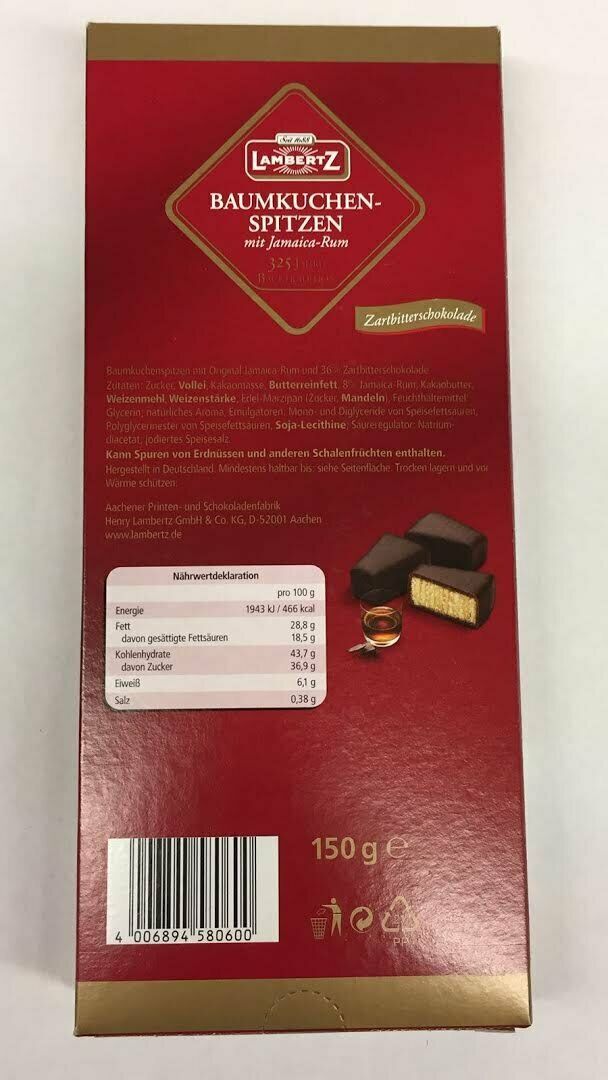 Seit 1688
LAMBERTZ
BAUMKUCHEN-
SPITZEN
mit Jamaica-Rum
325 JAHRE
BACKTRADITION
Zartbitterschokolade
Baumkuchenspitzen mit Original Jamaica-Rum und 36% Zartbitterschokolade
Zutaten: Zucker, Vollei, Kakaomasse, Butterreinfett, 8% Jamaica-Rum, Kakaobutter,
Weizenmehl, Weizenstärke, Edel-Marzipan (Zucker, Mandeln), Feuchthaltemittel:
Glycerin; natürliches Aroma, Emulgatoren: Mono- und Diglyceride von Speisefettsäuren,
Polyglycerinester von Speisefettsäuren, Soja-Lecithine; Säureregulator: Natrium-
diacetat; jodiertes Speisesalz.
Kann Spuren von Erdnüssen und anderen Schalenfrüchten enthalten.
Hergestellt in Deutschland. Mindestens haltbar bis: siehe Seitenfläche. Trocken lagern und vor
Wärme schützen.
Aachener Printen- und Schokoladenfabrik
Henry Lambertz GmbH & Co. KG, D-52001 Aachen
www.lambertz.de
Nährwertdeklaration
pro 100 g
Energie 1943 kJ / 466 kcal
Fett 28,8 g
davon gesättigte Fettsäuren 18,5 g
Kohlenhydrate 43,7 g
davon Zucker 36,9 g
Eiweiß 6,1 g
Salz 0,38 g
150 g e
4 006894 580600
PP